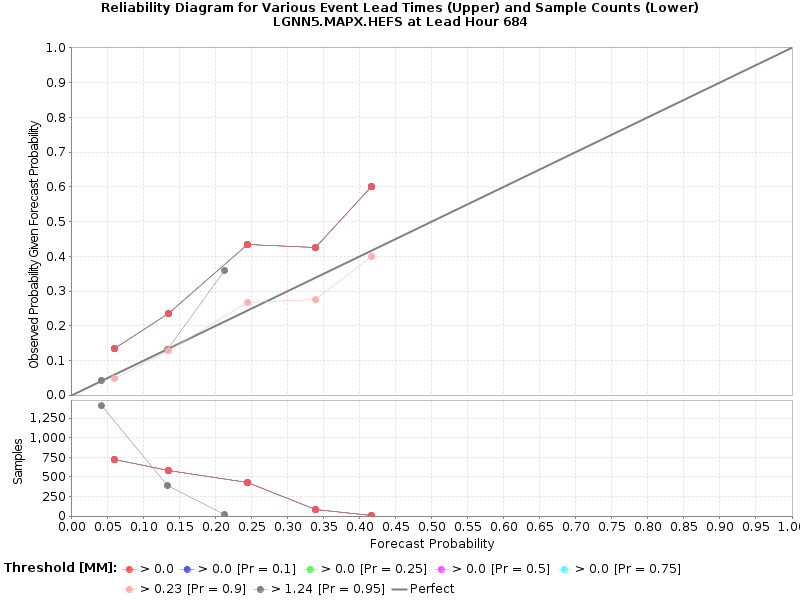 Reliability Diagram for Various Event Lead Times (Upper) and Sample Counts (Lower)
LGNN5.MAPX.HEFS at Lead Hour 684
Observed Probability Given Forecast Probability
1.0
0.9
0.8
0.7
0.6
0.5
0.4
0.3
0.2
0.1
0.0
Samples
1,250
1,000
750
500
250
0
0.00 0.05 0.10 0.15 0.20 0.25 0.30 0.35 0.40 0.45 0.50 0.55 0.60 0.65 0.70 0.75 0.80 0.85 0.90 0.95 1.0
Forecast Probability
Threshold [MM]: > 0.0 > 0.0 [Pr = 0.1] > 0.0 [Pr = 0.25] > 0.0 [Pr = 0.5] > 0.0 [Pr = 0.75]
> 0.23 [Pr = 0.9] > 1.24 [Pr = 0.95] Perfect